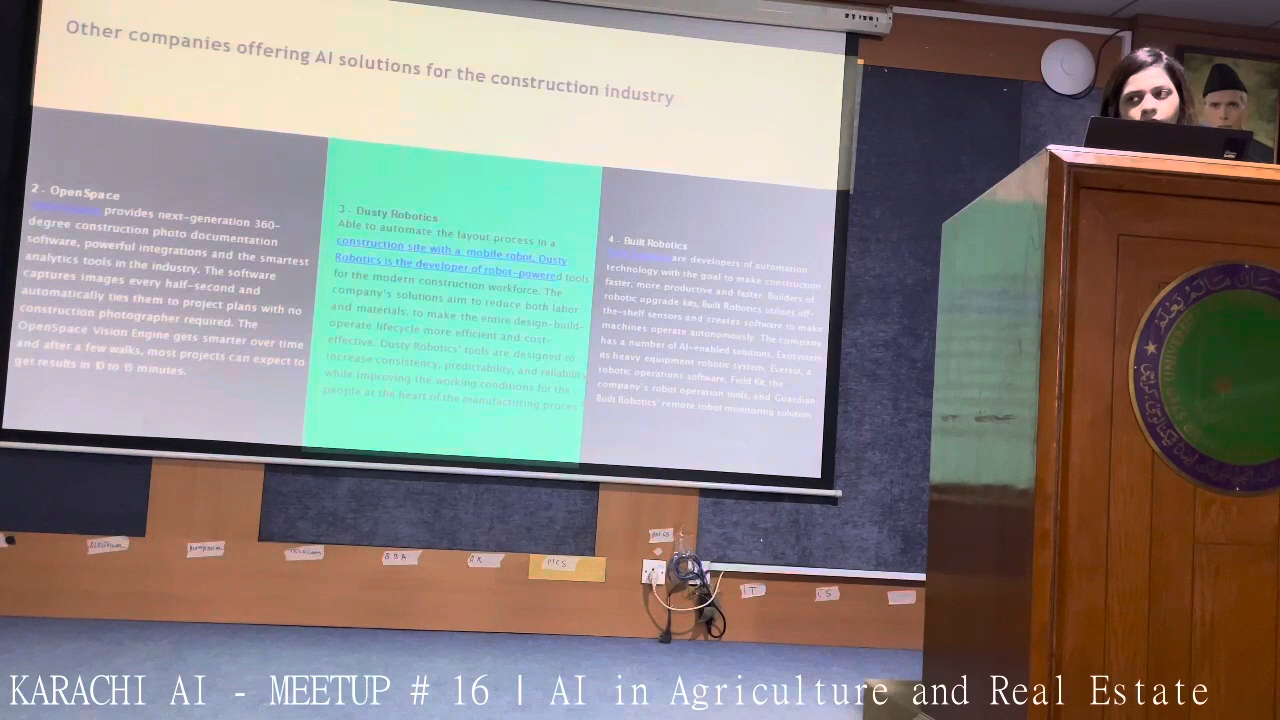 Other companies offering AI solutions for the construction industry
2 - OpenSpace
provides next-generation 360-
degree construction photo documentation
software, powerful integrations and the smartest
analytics tools in the industry. The software
captures images every half-second and
automatically ties them to project plans with no
construction photographer required. The
OpenSpace Vision Engine gets smarter over time
and after a few walks, most projects can expect to
get results in 10 to 15 minutes.
3 - Dusty Robotics
Able to automate the layout process in a
construction site with a mobile robot, Dusty
Robotics is the developer of robot-powered tools
for the modern construction workforce. The
company's solutions aim to reduce both labor
and materials, to make the entire design-build-
operate lifecycle more efficient and cost-
effective. Dusty Robotics' tools are designed to
increase consistency, predictability, and reliability
while improving the working conditions for the
people at the heart of the manufacturing proces
4 - Built Robotics
are developers of automation
technology with the goal to make construction
faster, more productive and safer. Builders of
robotic upgrade kits, Built Robotics utilises off-
the-shelf sensors and creates software to make
machines operate autonomously. The company
has a number of AI-enabled solutions, Exosystem,
its heavy equipment robotic system, Everest, a
robotic operations software, Field Kit, the
company's robot operation tools, and Guardian,
Built Robotics' remote robot monitoring solution
ELECTRICAL
TELECOM
BBA
MCS
IT
KARACHI AI - MEETUP # 16 | AI in Agriculture and Real Estate